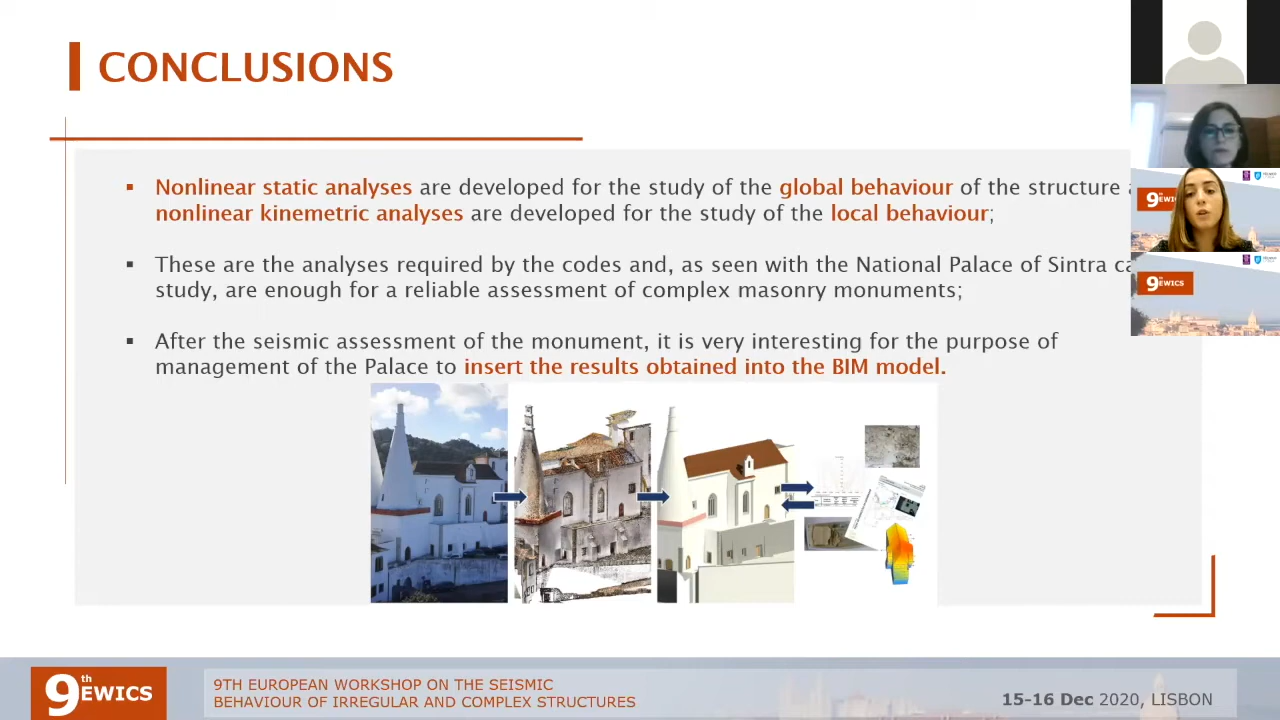 CONCLUSIONS
▪ Nonlinear static analyses are developed for the study of the global behaviour of the structure
nonlinear kinemetric analyses are developed for the study of the local behaviour;
▪ These are the analyses required by the codes and, as seen with the National Palace of Sintra
study, are enough for a reliable assessment of complex masonry monuments;
▪ After the seismic assessment of the monument, it is very interesting for the purpose of
management of the Palace to insert the results obtained into the BIM model.
9
9 EWICS
9th EWICS
9TH EUROPEAN WORKSHOP ON THE SEISMIC
BEHAVIOUR OF IRREGULAR AND COMPLEX STRUCTURES
15-16 Dec 2020, LISBON